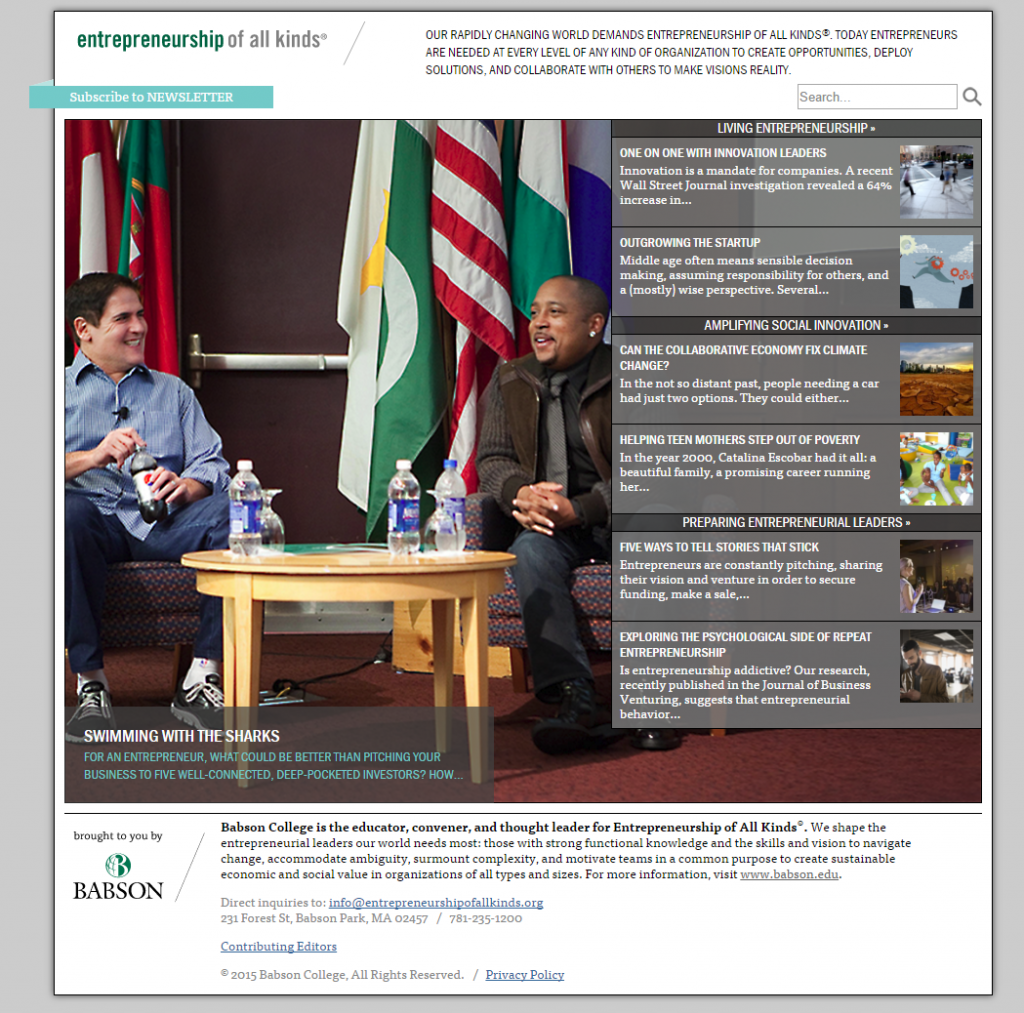 entrepreneurship of all kinds®
OUR RAPIDLY CHANGING WORLD DEMANDS ENTREPRENEURSHIP OF ALL KINDS®. TODAY ENTREPRENEURS
ARE NEEDED AT EVERY LEVEL OF ANY KIND OF ORGANIZATION TO CREATE OPPORTUNITIES, DEPLOY
SOLUTIONS, AND COLLABORATE WITH OTHERS TO MAKE VISIONS REALITY.
Subscribe to NEWSLETTER
Search...
LIVING ENTREPRENEURSHIP »
ONE ON ONE WITH INNOVATION LEADERS
Innovation is a mandate for companies. A recent
Wall Street Journal investigation revealed a 64%
increase in...
OUTGROWING THE STARTUP
Middle age often means sensible decision
making, assuming responsibility for others, and
a (mostly) wise perspective. Several...
AMPLIFYING SOCIAL INNOVATION »
CAN THE COLLABORATIVE ECONOMY FIX CLIMATE
CHANGE?
In the not so distant past, people needing a car
had just two options. They could either...
HELPING TEEN MOTHERS STEP OUT OF POVERTY
In the year 2000, Catalina Escobar had it all: a
beautiful family, a promising career running
her...
PREPARING ENTREPRENEURIAL LEADERS »
FIVE WAYS TO TELL STORIES THAT STICK
Entrepreneurs are constantly pitching, sharing
their vision and venture in order to secure
funding, make a sale,...
EXPLORING THE PSYCHOLOGICAL SIDE OF REPEAT
ENTREPRENEURSHIP
Is entrepreneurship addictive? Our research,
recently published in the Journal of Business
Venturing, suggests that entrepreneurial
behavior...
SWIMMING WITH THE SHARKS
FOR AN ENTREPRENEUR, WHAT COULD BE BETTER THAN PITCHING YOUR
BUSINESS TO FIVE WELL-CONNECTED, DEEP-POCKETED INVESTORS? HOW...
brought to you by
BABSON
Babson College is the educator, convener, and thought leader for Entrepreneurship of All Kinds®. We shape the
entrepreneurial leaders our world needs most: those with strong functional knowledge and the skills and vision to navigate
change, accommodate ambiguity, surmount complexity, and motivate teams in a common purpose to create sustainable
economic and social value in organizations of all types and sizes. For more information, visit www.babson.edu.
Direct inquiries to: info@entrepreneurshipofallkinds.org
231 Forest St, Babson Park, MA 02457 / 781-235-1200
Contributing Editors
© 2015 Babson College, All Rights Reserved. / Privacy Policy